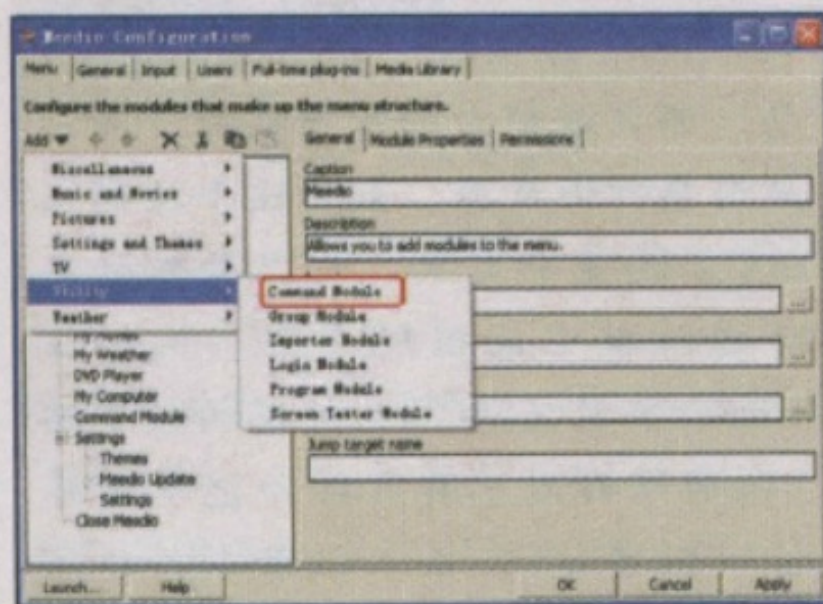 Meedio Configuration
Menu General Input Users Full-time plug-ins Media Library
Configure the modules that make up the menu structure.
Add
General Module Properties Permissions
Miscellaneous
Music and Movies
Pictures
Settings and Themes
TV
Utility
Weather
Command Module
Group Module
Importer Module
Login Module
Program Module
Screen Tester Module
My Weather
DVD Player
My Computer
Command Module
Settings
Themes
Meedio Update
Settings
Close Meedio
Caption
Meedio
Description
Allows you to add modules to the menu.
...
...
...
Jump target name
Launch... Help OK Cancel Apply